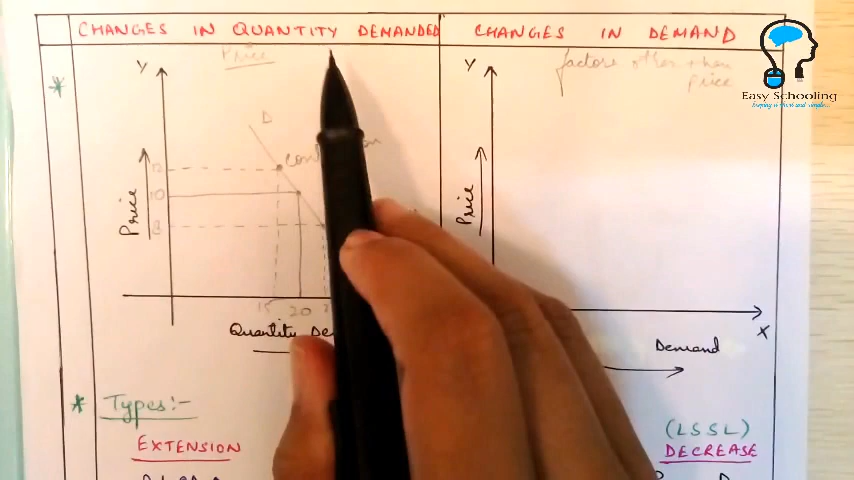 CHANGES IN QUANTITY DEMANDED
CHANGES IN DEMAND
Price
factors other than
price
Easy Schooling
Y
Y
D
12
10
8
Price
Price
15
20
Quantity
X
Demand
Types:-
EXTENSION
(LSSL)
DECREASE